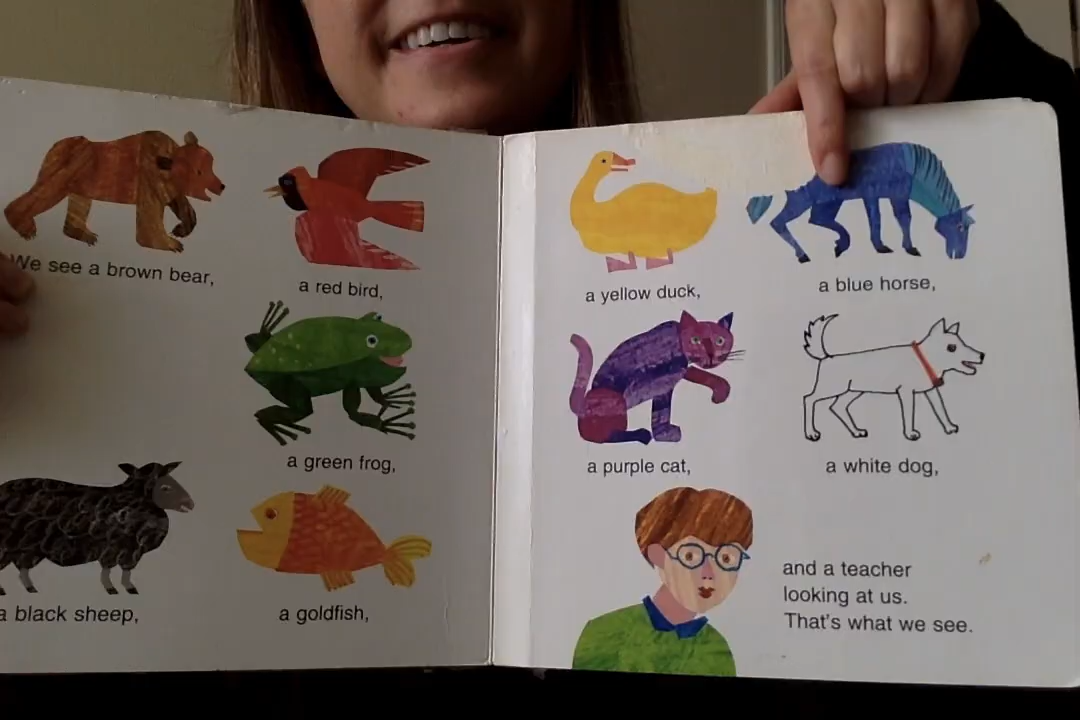 We see a brown bear,
a red bird,
a green frog,
a black sheep,
a goldfish,
a yellow duck,
a blue horse,
a purple cat,
a white dog,
and a teacher
looking at us.
That's what we see.